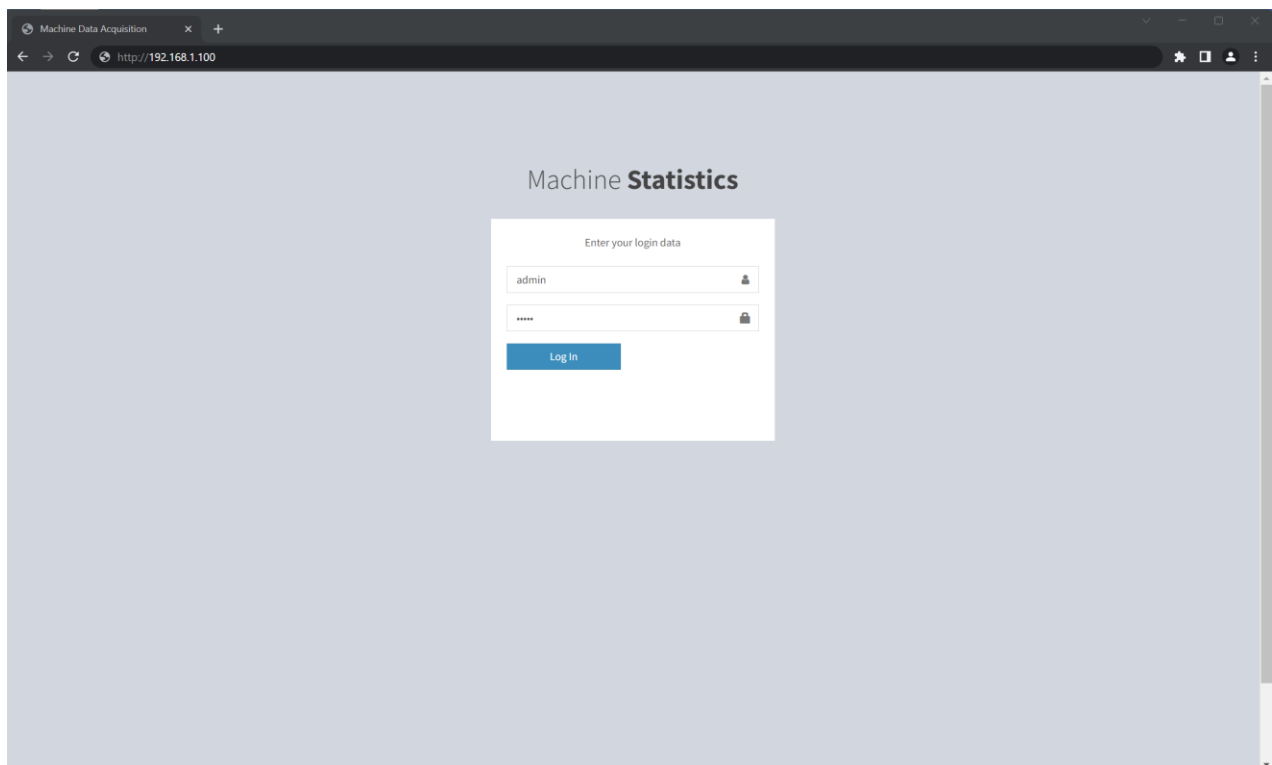 Machine Data Acquisition
http://192.168.1.100
Machine Statistics
Enter your login data
admin
•••••
Log In